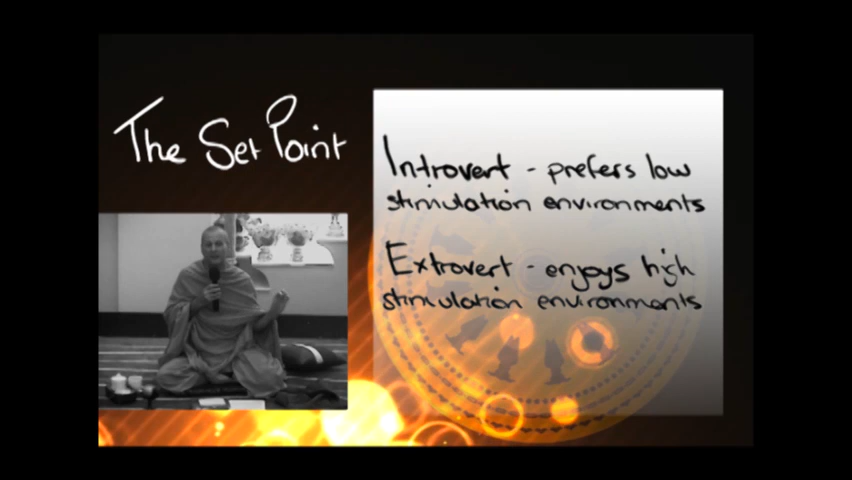 The Set Point
Introvert - prefers low
stimulation environments
Extrovert - enjoys high
stimulation environments